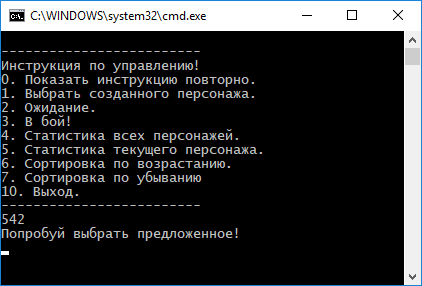 C:\WINDOWS\system32\cmd.exe
-------------------------
Инструкция по управлению!
0. Показать инструкцию повторно.
1. Выбрать созданного персонажа.
2. Ожидание.
3. В бой!
4. Статистика всех персонажей.
5. Статистика текущего персонажа.
6. Сортировка по возрастанию.
7. Сортировка по убыванию
10. Выход.
-------------------------
542
Попробуй выбрать предложенное!